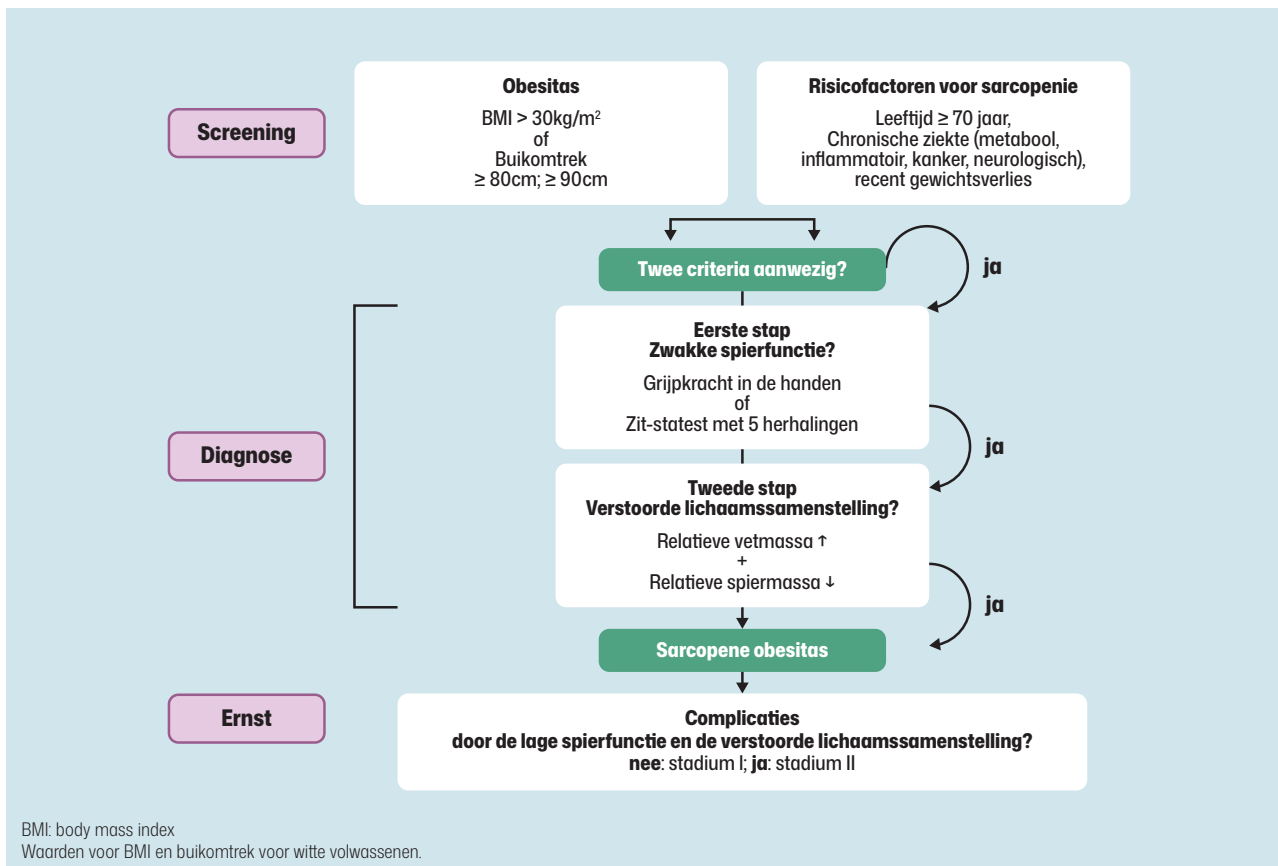 Screening
Obesitas
BMI > 30kg/m²
of
Buikomtrek
≥ 80cm; ≥ 90cm
Risicofactoren voor sarcopenie
Leeftijd ≥ 70 jaar,
Chronische ziekte (metabool,
inflammatoir, kanker, neurologisch),
recent gewichtsverlies
Twee criteria aanwezig?
ja
Diagnose
Eerste stap
Zwakke spierfunctie?
Grijpkracht in de handen
of
Zit-statest met 5 herhalingen
ja
Tweede stap
Verstoorde lichaamssamenstelling?
Relatieve vetmassa ↑
+
Relatieve spiermassa ↓
ja
Sarcopene obesitas
Ernst
Complicaties
door de lage spierfunctie en de verstoorde lichaamssamenstelling?
nee: stadium I; ja: stadium II
BMI: body mass index
Waarden voor BMI en buikomtrek voor witte volwassenen.